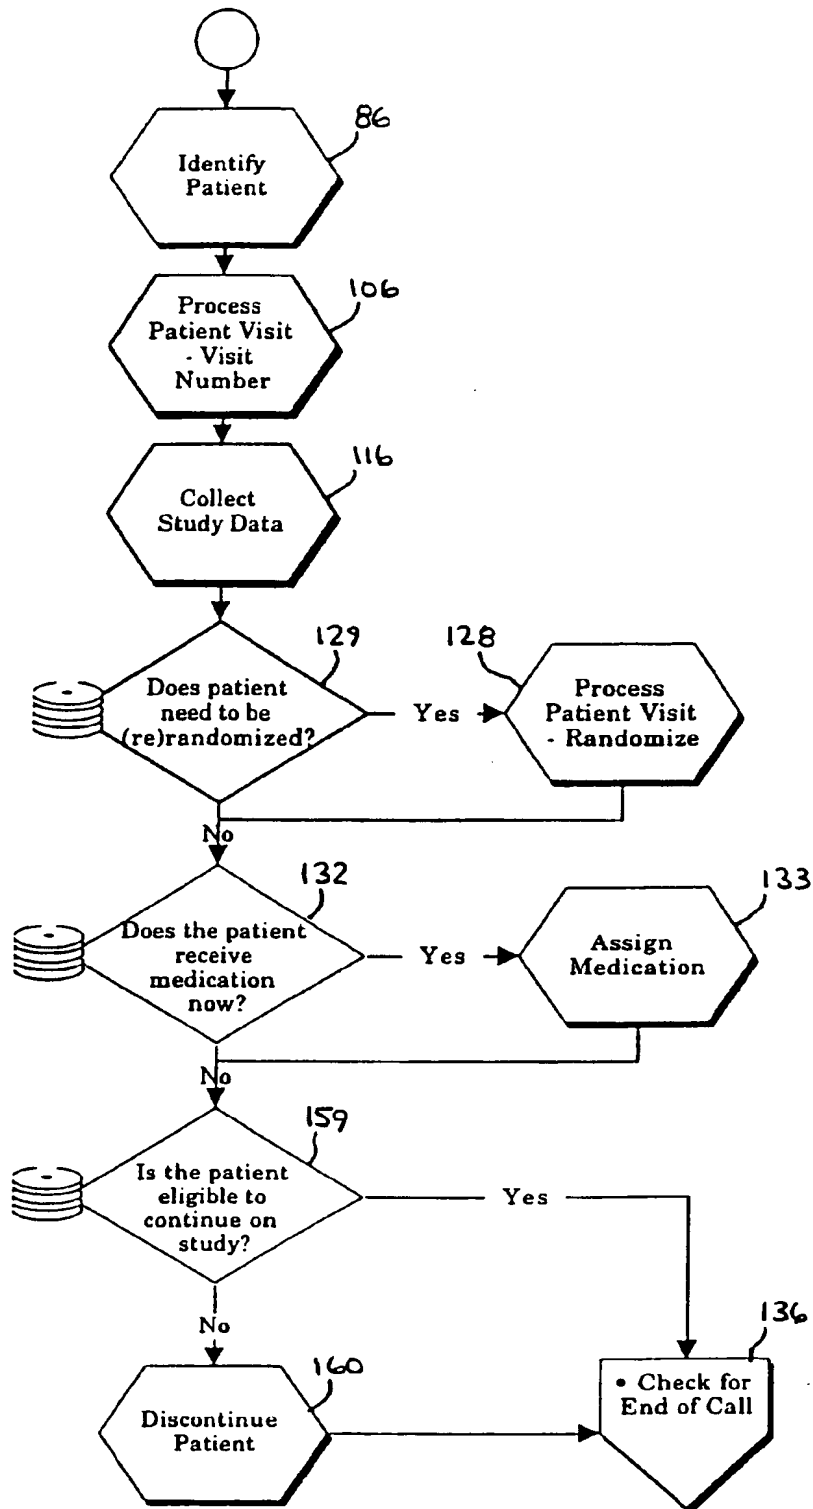 86
Identify
Patient
106
Process
Patient Visit
- Visit
Number
116
Collect
Study Data
129
Does patient
need to be
(re)randomized?
Yes
128
Process
Patient Visit
- Randomize
No
132
Does the patient
receive
medication
now?
Yes
133
Assign
Medication
No
159
Is the patient
eligible to
continue on
study?
Yes
No
160
Discontinue
Patient
136
• Check for
End of Call